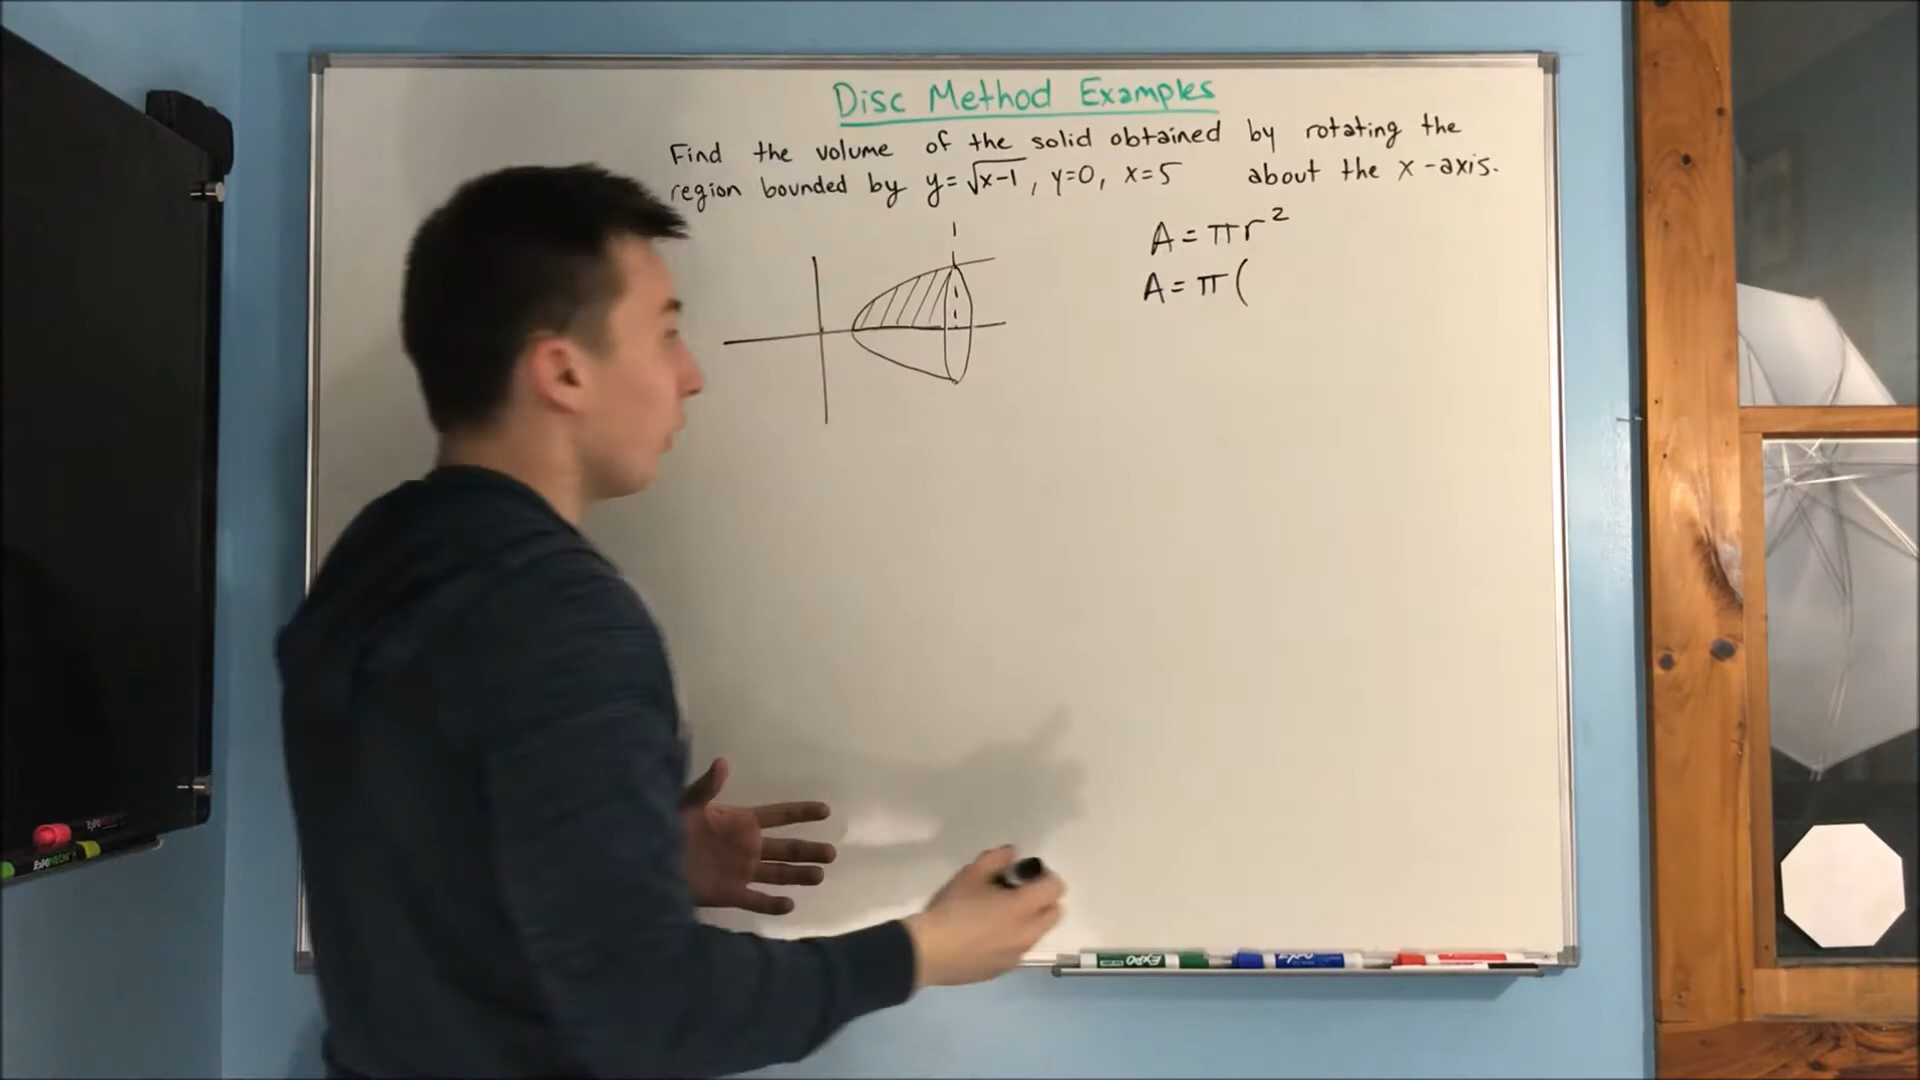 Disc Method Examples
Find the volume of the solid obtained by rotating the
region bounded by y=√x-1, y=0, x=5 about the x-axis.
A = πr²
A = π(
EXPO